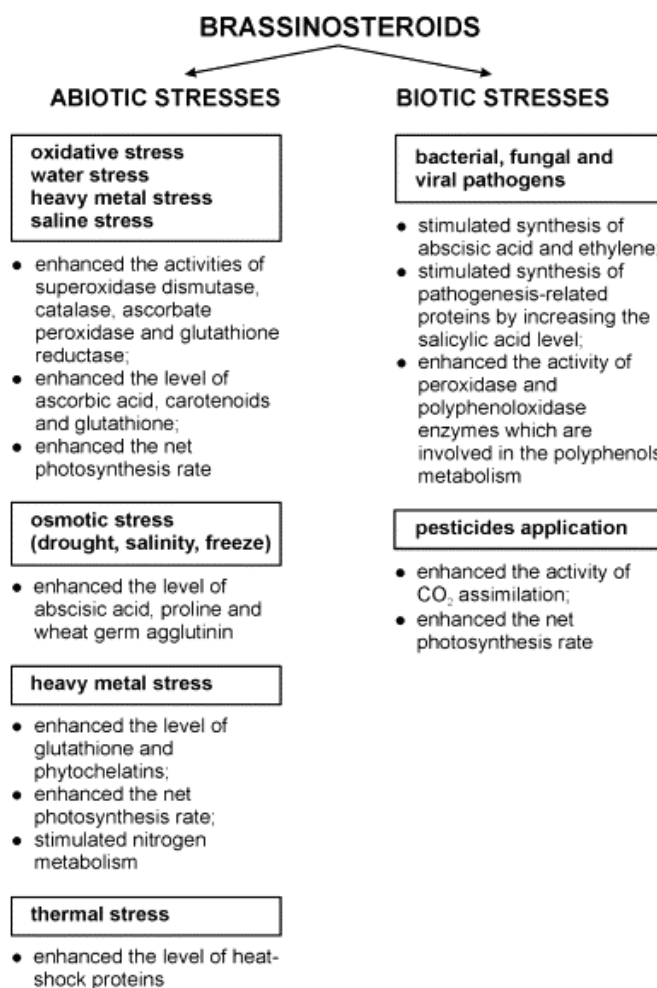 BRASSINOSTEROIDS
ABIOTIC STRESSES
oxidative stress
water stress
heavy metal stress
saline stress
● enhanced the activities of
superoxidase dismutase,
catalase, ascorbate
peroxidase and glutathione
reductase;
● enhanced the level of
ascorbic acid, carotenoids
and glutathione;
● enhanced the net
photosynthesis rate
osmotic stress
(drought, salinity, freeze)
● enhanced the level of
abscisic acid, proline and
wheat germ agglutinin
heavy metal stress
● enhanced the level of
glutathione and
phytochelatins;
● enhanced the net
photosynthesis rate;
● stimulated nitrogen
metabolism
thermal stress
● enhanced the level of heat-
shock proteins
BIOTIC STRESSES
bacterial, fungal and
viral pathogens
● stimulated synthesis of
abscisic acid and ethylene;
● stimulated synthesis of
pathogenesis-related
proteins by increasing the
salicylic acid level;
● enhanced the activity of
peroxidase and
polyphenoloxidase
enzymes which are
involved in the polyphenols
metabolism
pesticides application
● enhanced the activity of
CO₂ assimilation;
● enhanced the net
photosynthesis rate